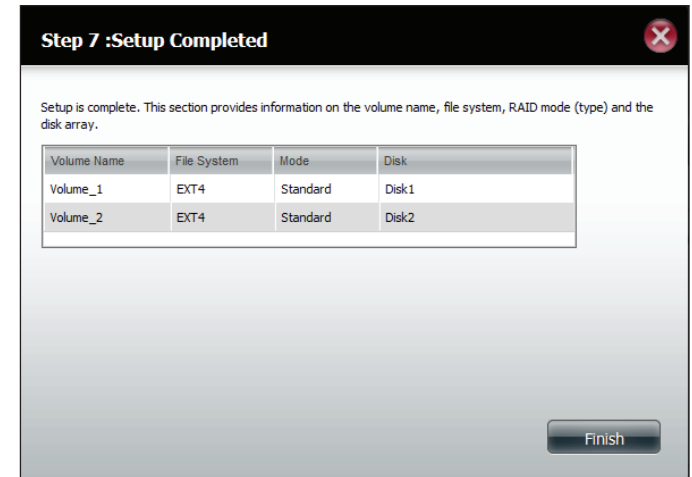 Step 7 :Setup Completed
Setup is complete. This section provides information on the volume name, file system, RAID mode (type) and the
disk array.
Volume Name File System Mode Disk
Volume_1 EXT4 Standard Disk1
Volume_2 EXT4 Standard Disk2
Finish